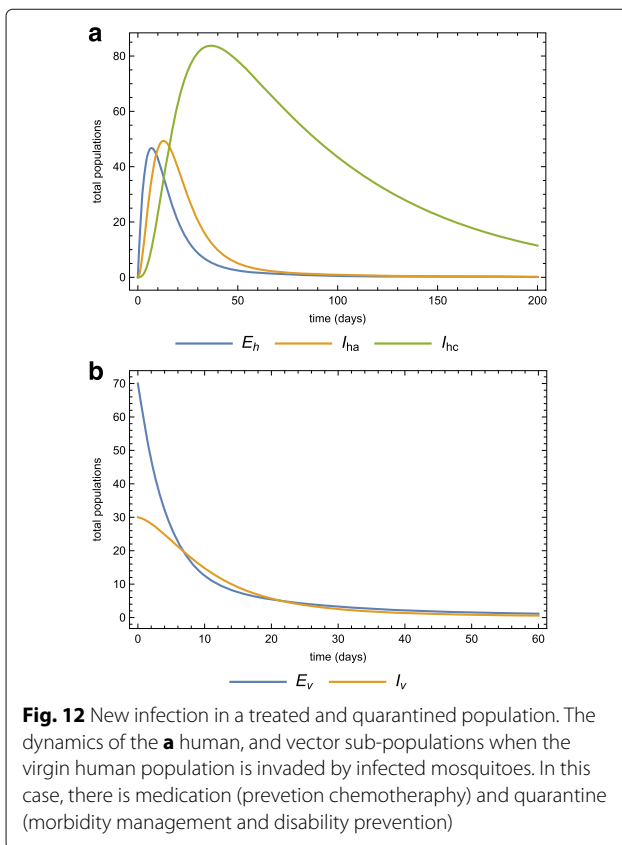 a
80
60
40
20
0
total populations
0 50 100 150 200
time (days)
E_h I_ha I_hc
b
70
60
50
40
30
20
10
0
total populations
0 10 20 30 40 50 60
time (days)
E_v I_v
Fig. 12 New infection in a treated and quarantined population. The
dynamics of the a human, and vector sub-populations when the
virgin human population is invaded by infected mosquitoes. In this
case, there is medication (prevetion chemotheraphy) and quarantine
(morbidity management and disability prevention)